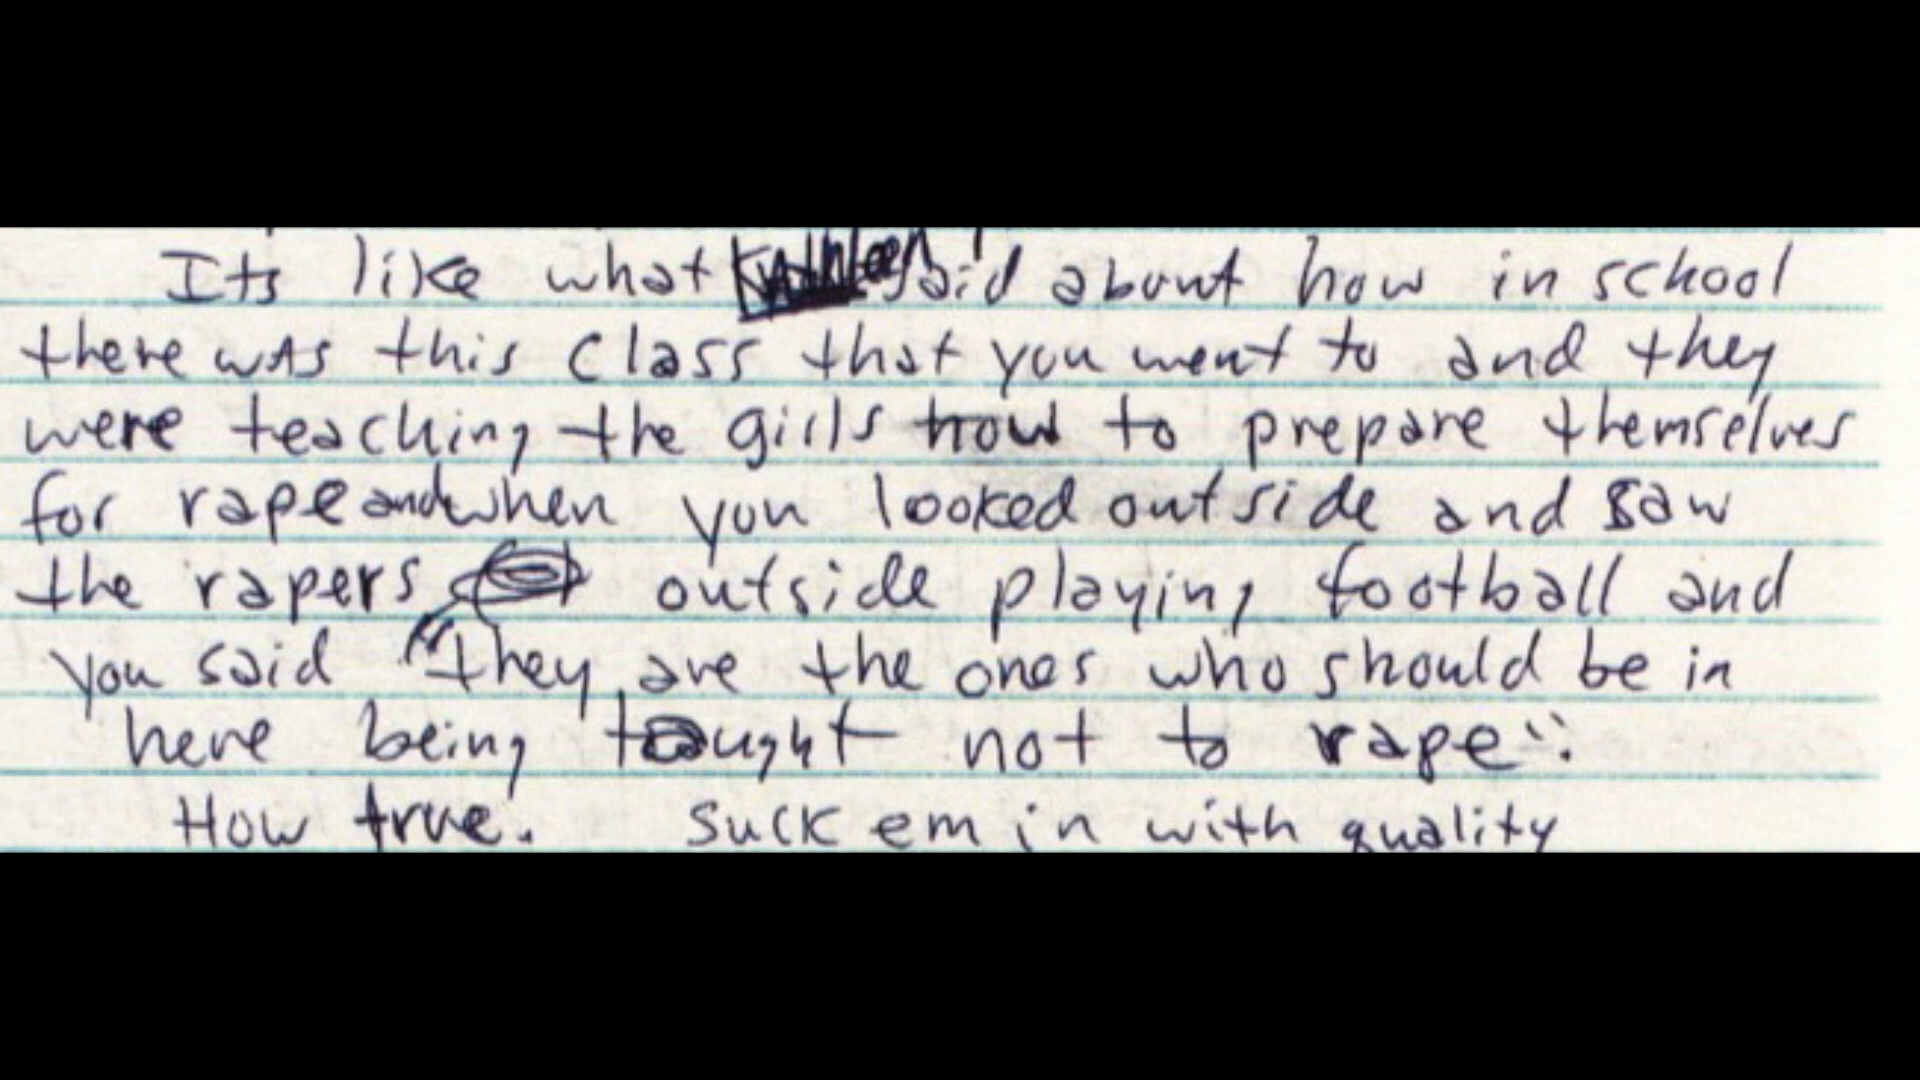 Its like what Kathleen said about how in school
there was this class that you went to and they
were teaching the girls how to prepare themselves
for rape and when you looked outside and saw
the rapers outside playing football and
you said "they are the ones who should be in
here being taught not to rape".
How true. Suck em in with quality